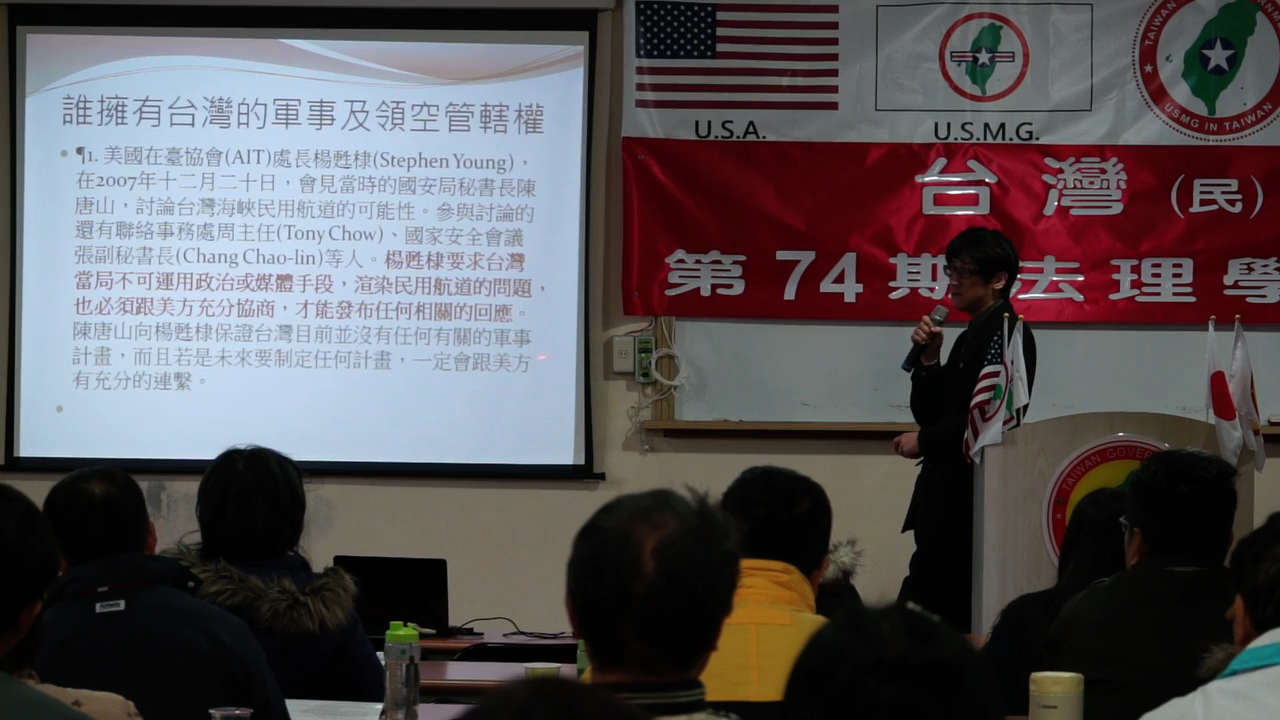 誰擁有台灣的軍事及領空管轄權
¶1. 美國在臺協會(AIT)處長楊甦棣(Stephen Young)，
在2007年十二月二十日，會見當時的國安局秘書長陳
唐山，討論台灣海峽民用航道的可能性。參與討論的
還有聯絡事務處周主任(Tony Chow)、國家安全會議
張副秘書長(Chang Chao-lin)等人。楊甦棣要求台灣
當局不可運用政治或媒體手段，渲染民用航道的問題，
也必須跟美方充分協商，才能發布任何相關的回應。
陳唐山向楊甦棣保證台灣目前並沒有任何有關的軍事
計畫，而且若是未來要制定任何計畫，一定會跟美方
有充分的連繫。
U.S.A.
U.S.M.G.
TAIWAN
USMG IN TAIWAN
台灣(民)
第74期法理學
TAIWAN GOVER